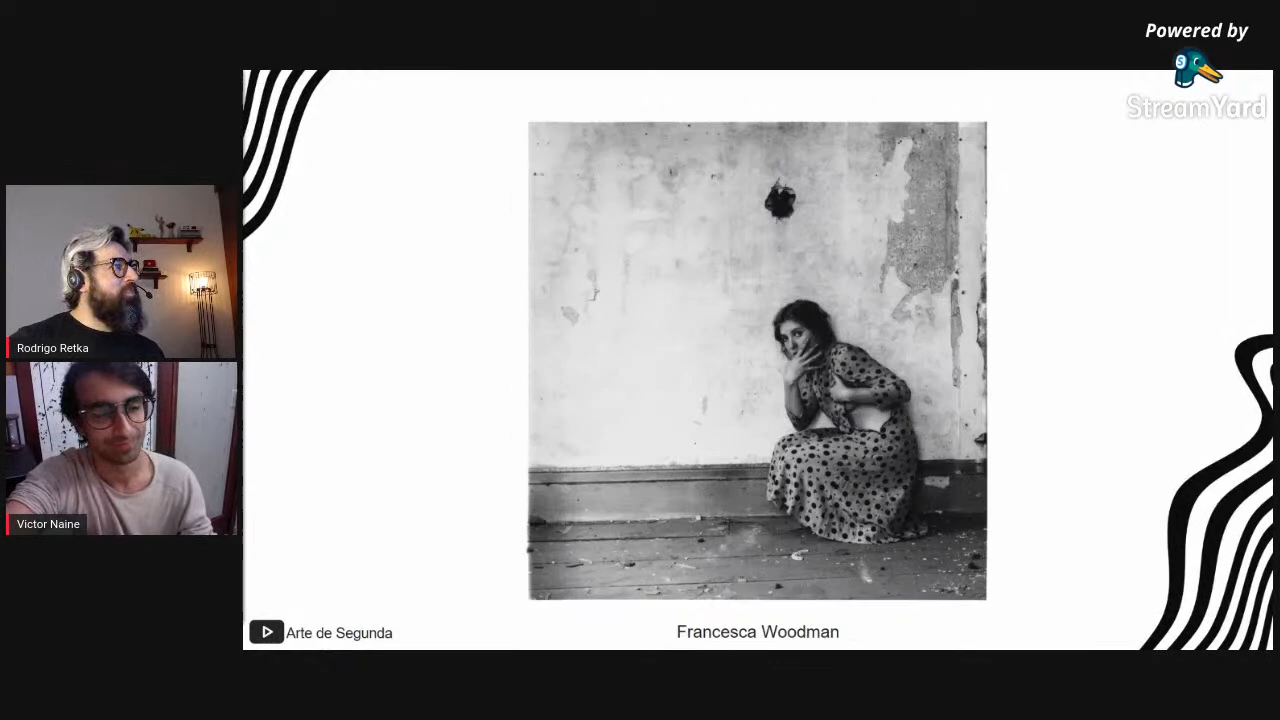 Powered by
StreamYard
Rodrigo Retka
Victor Naine
Arte de Segunda
Francesca Woodman